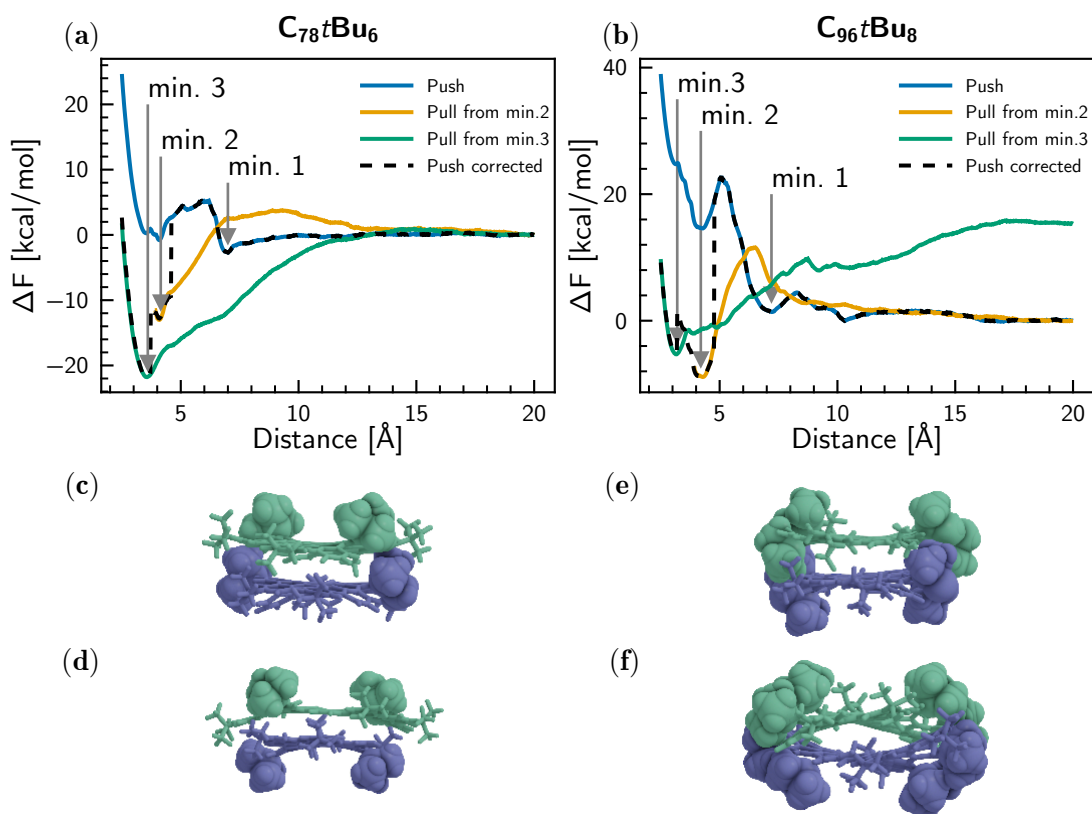 (a) C78tBu6
ΔF [kcal/mol]
20
10
0
−10
−20
5 10 15 20
Distance [Å]
min. 3
min. 2
min. 1
Push
Pull from min.2
Pull from min.3
Push corrected
(b) C96tBu8
ΔF [kcal/mol]
40
20
0
5 10 15 20
Distance [Å]
min.3
min. 2
min. 1
Push
Pull from min.2
Pull from min.3
Push corrected
(c)
(e)
(d)
(f)